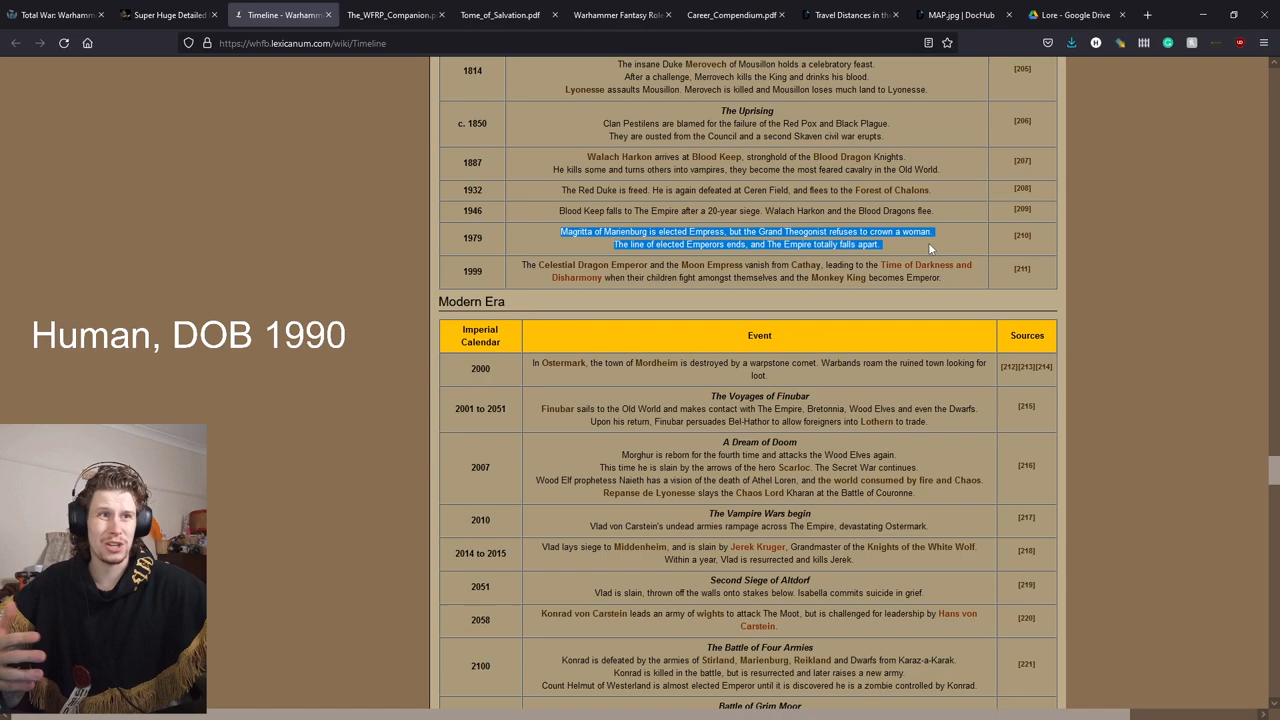 Total War: Warhamm
Super Huge Detailed
Timeline - Warhamm
The_WFRP_Companion.pdf
Tome_of_Salvation.pdf
Warhammer Fantasy Role
Career_Compendium.pdf
Travel Distances in the
MAP.jpg | DocHub
Lore - Google Drive
https://whfb.lexicanum.com/wiki/Timeline
1814
The insane Duke Merovech of Mousillon holds a celebratory feast.
After a challenge, Merrovech kills the King and drinks his blood.
Lyonesse assaults Mousillon. Merovech is killed and Mousillon loses much land to Lyonesse.
[205]
c. 1850
The Uprising
Clan Pestilens are blamed for the failure of the Red Pox and Black Plague.
They are ousted from the Council and a second Skaven civil war erupts.
[206]
1887
Walach Harkon arrives at Blood Keep, stronghold of the Blood Dragon Knights.
He kills some and turns others into vampires, they become the most feared cavalry in the Old World.
[207]
1932
The Red Duke is freed. He is again defeated at Ceren Field, and flees to the Forest of Chalons.
[208]
1946
Blood Keep falls to The Empire after a 20-year siege. Walach Harkon and the Blood Dragons flee.
[209]
1979
Magritta of Marienburg is elected Empress, but the Grand Theogonist refuses to crown a woman.
The line of elected Emperors ends, and The Empire totally falls apart.
[210]
1999
The Celestial Dragon Emperor and the Moon Empress vanish from Cathay, leading to the Time of Darkness and
Disharmony when their children fight amongst themselves and the Monkey King becomes Emperor.
[211]
Modern Era
Human, DOB 1990
Imperial
Calendar
Event
Sources
2000
In Ostermark, the town of Mordheim is destroyed by a warpstone comet. Warbands roam the ruined town looking for
loot.
[212][213][214]
2001 to 2051
The Voyages of Finubar
Finubar sails to the Old World and makes contact with The Empire, Bretonnia, Wood Elves and even the Dwarfs.
Upon his return, Finubar persuades Bel-Hathor to allow foreigners into Lothern to trade.
[215]
2007
A Dream of Doom
Morghur is reborn for the fourth time and attacks the Wood Elves again.
This time he is slain by the arrows of the hero Scarloc. The Secret War continues.
Wood Elf prophetess Naieth has a vision of the death of Athel Loren, and the world consumed by fire and Chaos.
Repanse de Lyonesse slays the Chaos Lord Kharan at the Battle of Couronne.
[216]
2010
The Vampire Wars begin
Vlad von Carstein's undead armies rampage across The Empire, devastating Ostermark.
[217]
2014 to 2015
Vlad lays siege to Middenheim, and is slain by Jerek Kruger, Grandmaster of the Knights of the White Wolf.
Within a year, Vlad is resurrected and kills Jerek.
[218]
2051
Second Siege of Altdorf
Vlad is slain, thrown off the walls onto stakes below. Isabella commits suicide in grief.
[219]
2058
Konrad von Carstein leads an army of wights to attack The Moot, but is challenged for leadership by Hans von
Carstein.
[220]
2100
The Battle of Four Armies
Konrad is defeated by the armies of Stirland, Marienburg, Reikland and Dwarfs from Karaz-a-Karak.
Konrad is killed in the battle, but is resurrected and later raises a new army.
Count Helmut of Westerland is almost elected Emperor until it is discovered he is a zombie controlled by Konrad.
[221]
Battle of Grim Moor